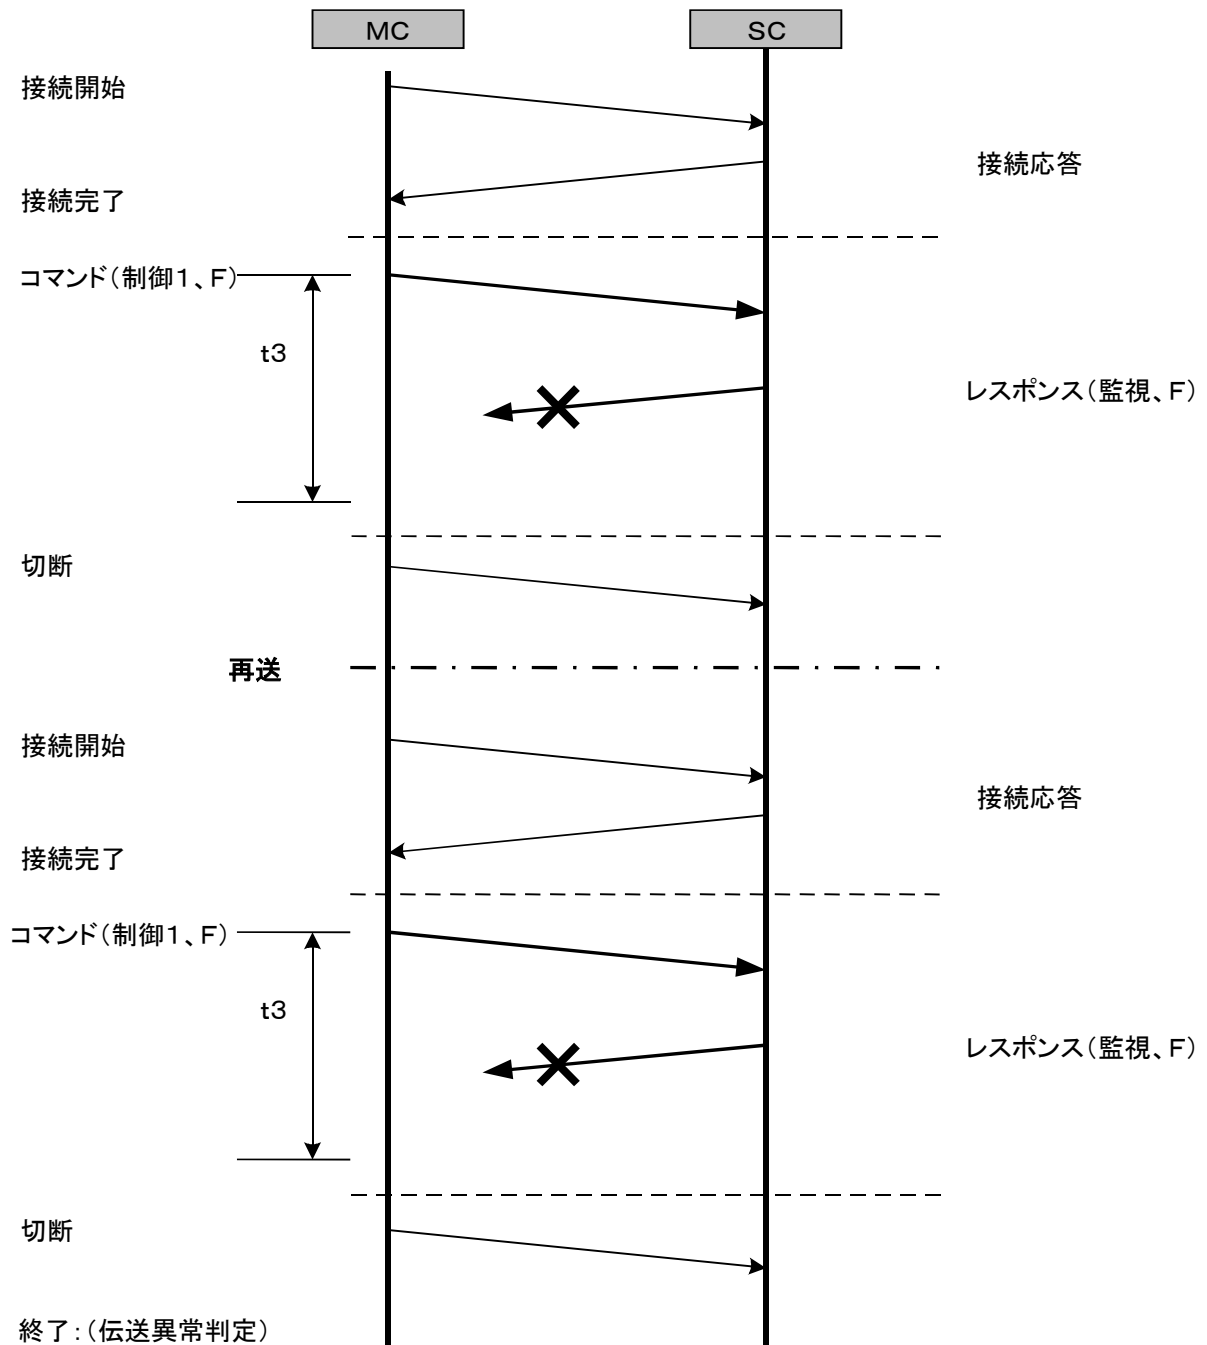 MC
SC
接続開始
接続応答
接続完了
コマンド（制御１、F）
t3
レスポンス（監視、F）
切断
再送
接続開始
接続応答
接続完了
コマンド（制御１、F）
t3
レスポンス（監視、F）
切断
終了：（伝送異常判定）